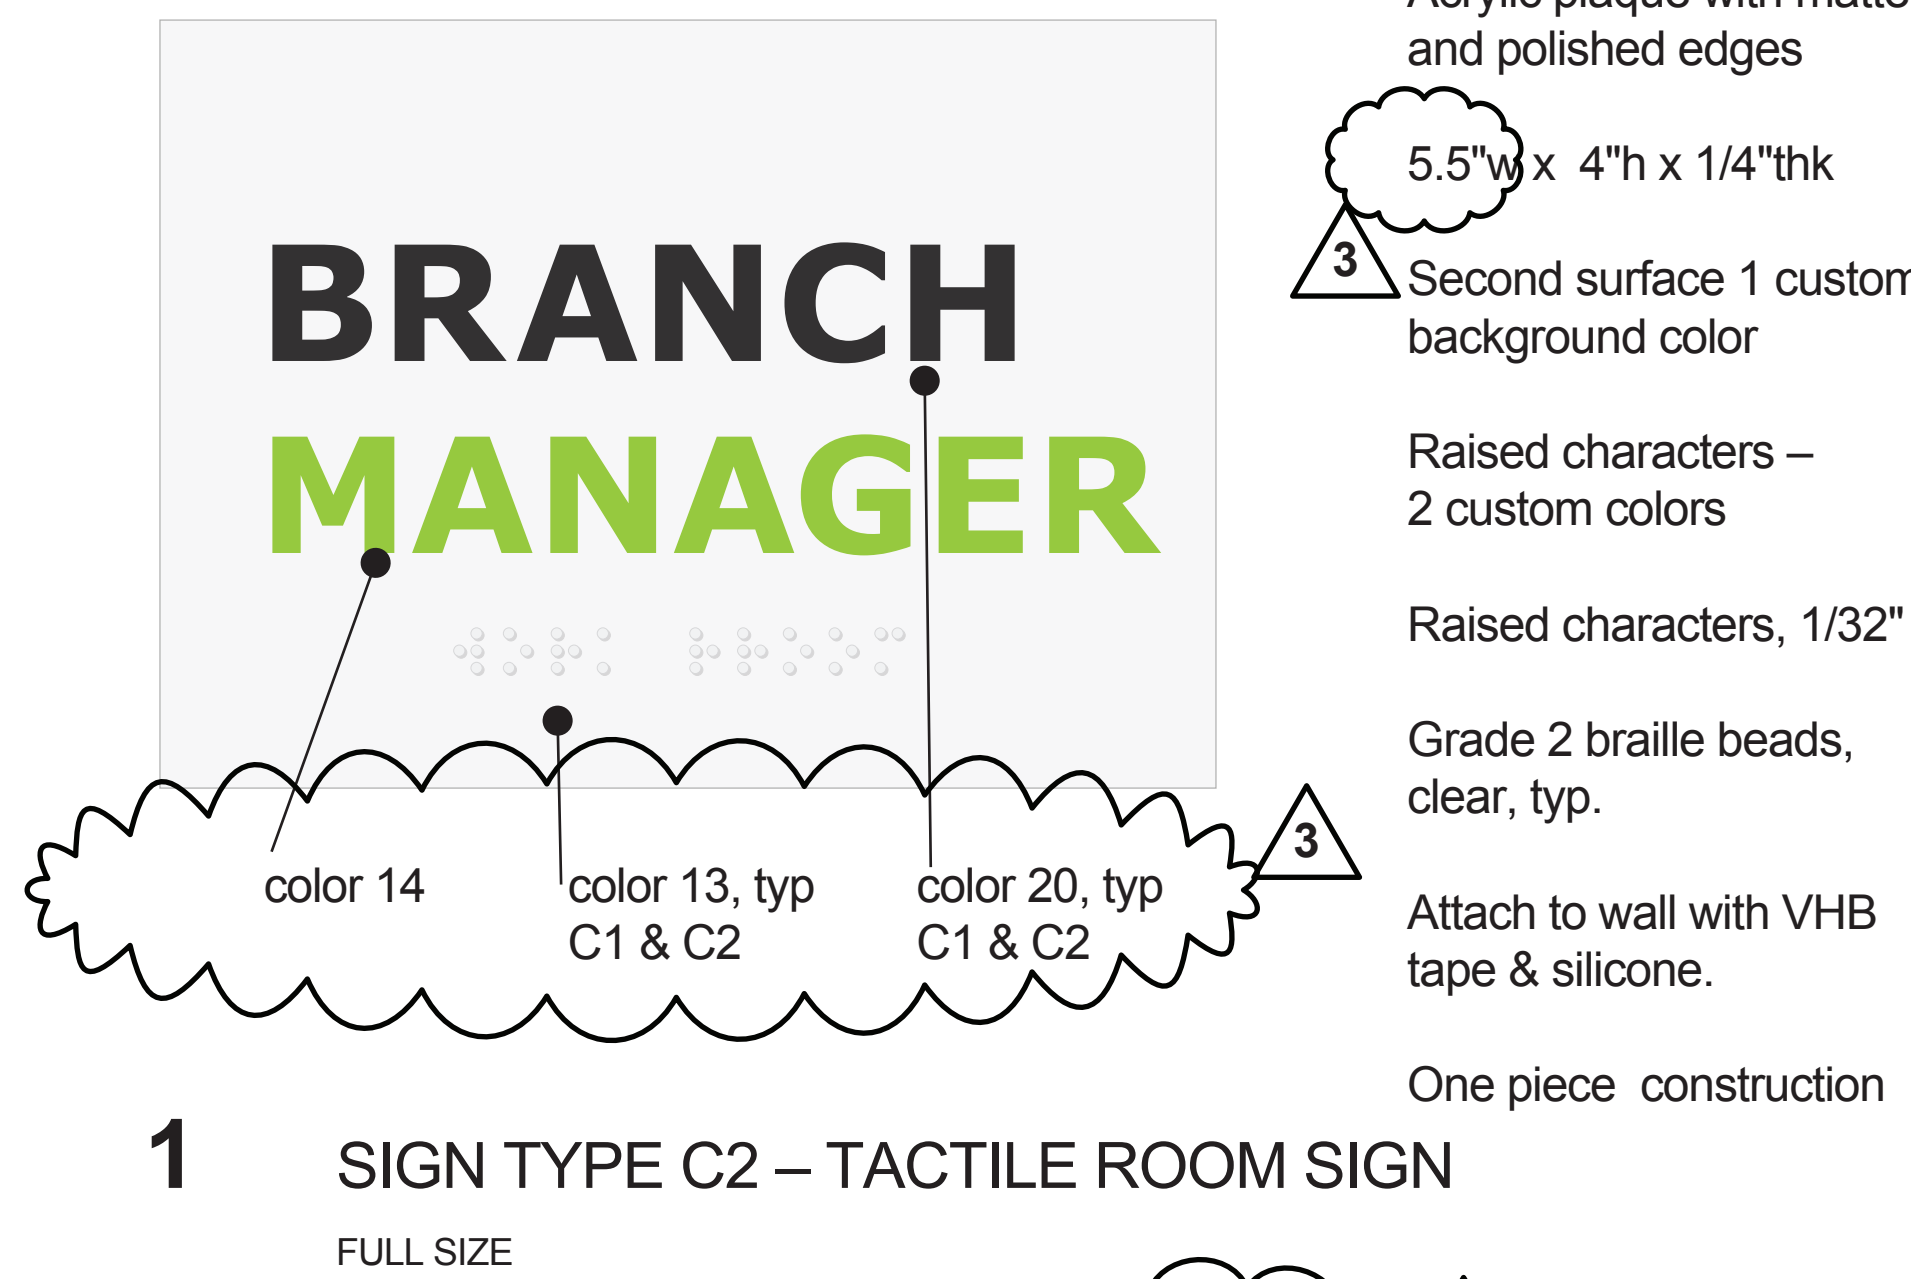 BRANCH
MANAGER
color 14
color 13, typ
C1 & C2
color 20, typ
C1 & C2
and polished edges
5.5"w x 4"h x 1/4"thk
3
Second surface 1 custom
background color
Raised characters –
2 custom colors
Raised characters, 1/32"
Grade 2 braille beads,
clear, typ.
3
Attach to wall with VHB
tape & silicone.
One piece construction
1 SIGN TYPE C2 – TACTILE ROOM SIGN
FULL SIZE